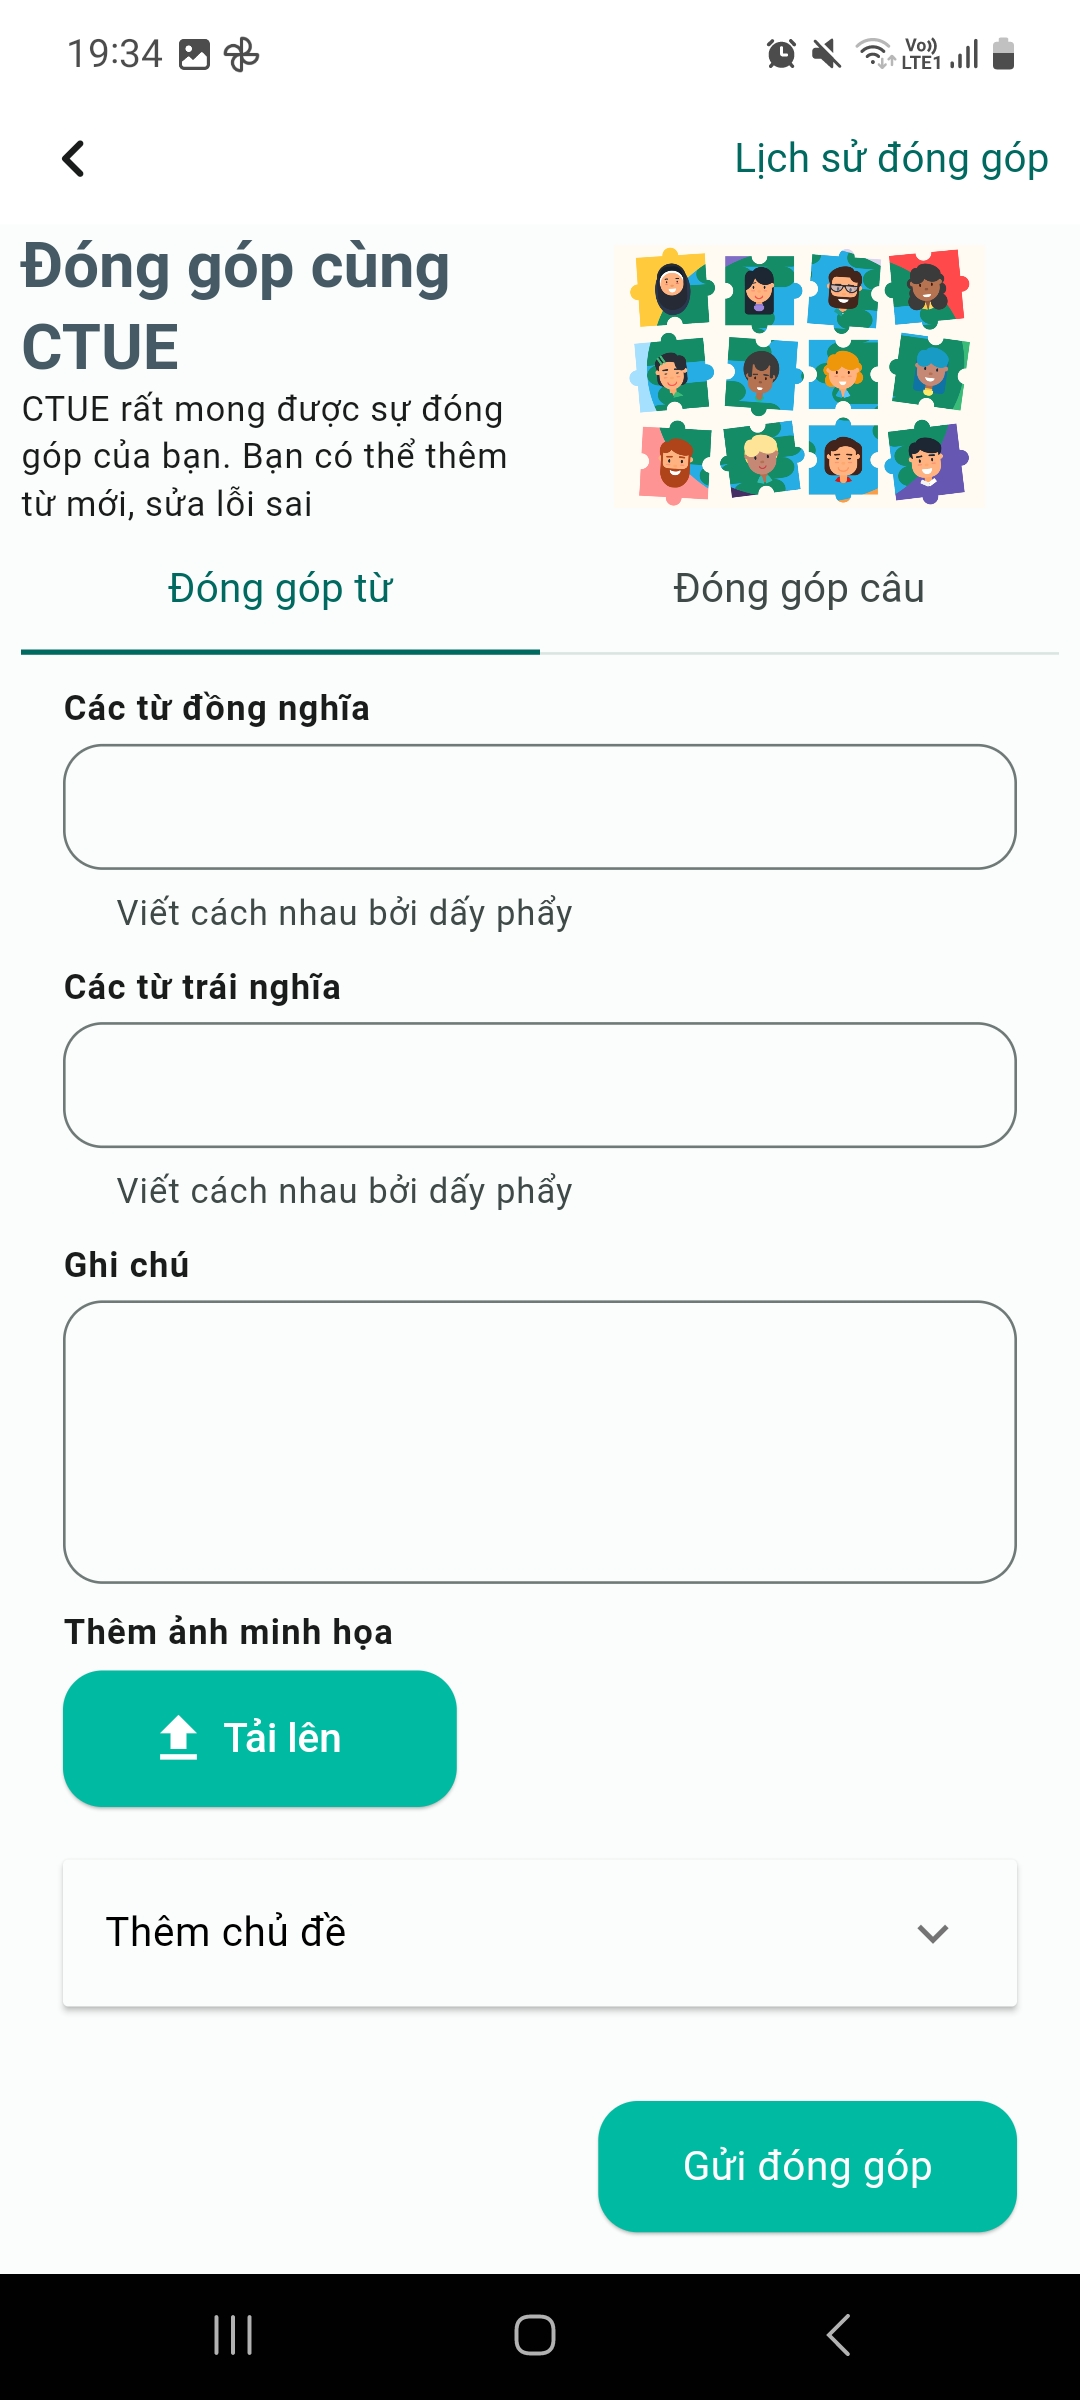 19:34
Vo)) LTE1
Lịch sử đóng góp
Đóng góp cùng
CTUE
CTUE rất mong được sự đóng
góp của bạn. Bạn có thể thêm
từ mới, sửa lỗi sai
Đóng góp từ
Đóng góp câu
Các từ đồng nghĩa
Viết cách nhau bởi dấy phẩy
Các từ trái nghĩa
Viết cách nhau bởi dấy phẩy
Ghi chú
Thêm ảnh minh họa
Tải lên
Thêm chủ đề
Gửi đóng góp